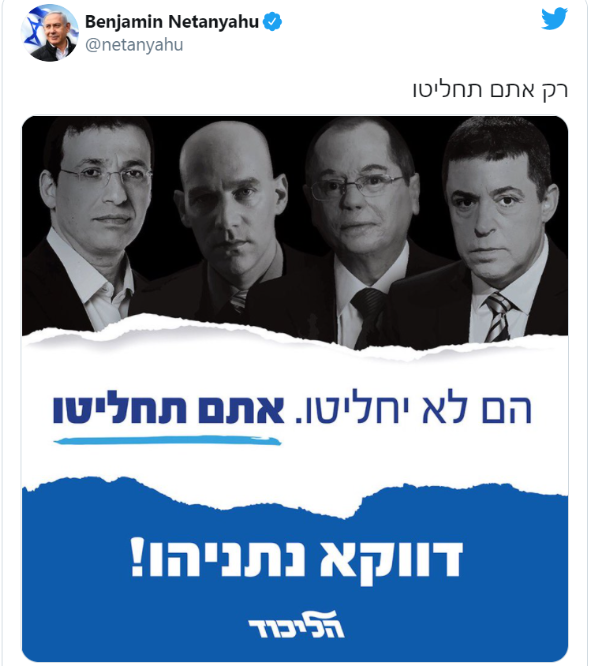 Benjamin Netanyahu
@netanyahu
רק אתם תחליטו
הם לא יחליטו. אתם תחליטו
דווקא נתניהו!
הליכוד